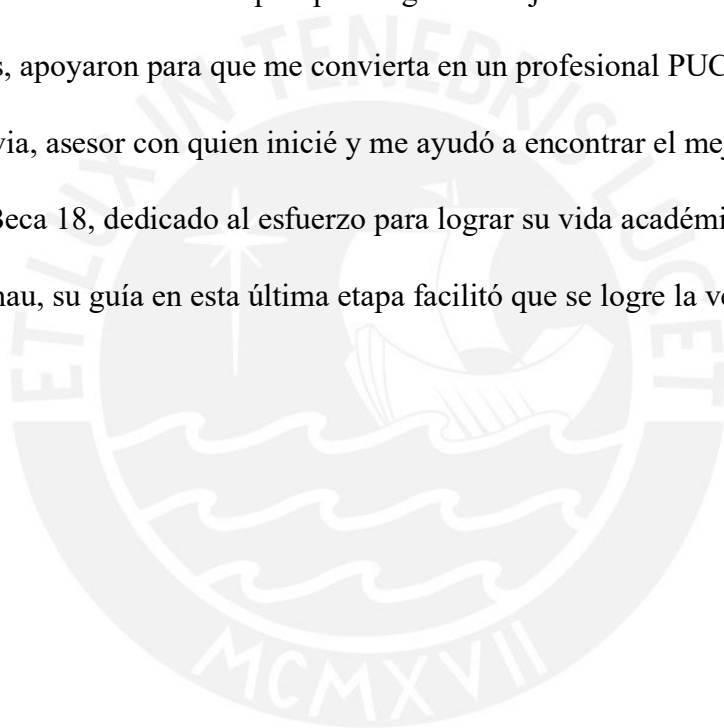 s, apoyaron para que me convierta en un profesional PUC
via, asesor con quien inicié y me ayudó a encontrar el mej
Beca 18, dedicado al esfuerzo para lograr su vida académi
nau, su guía en esta última etapa facilitó que se logre la v
ET LUX IN TENEBRIS LUCET
MCMXVII